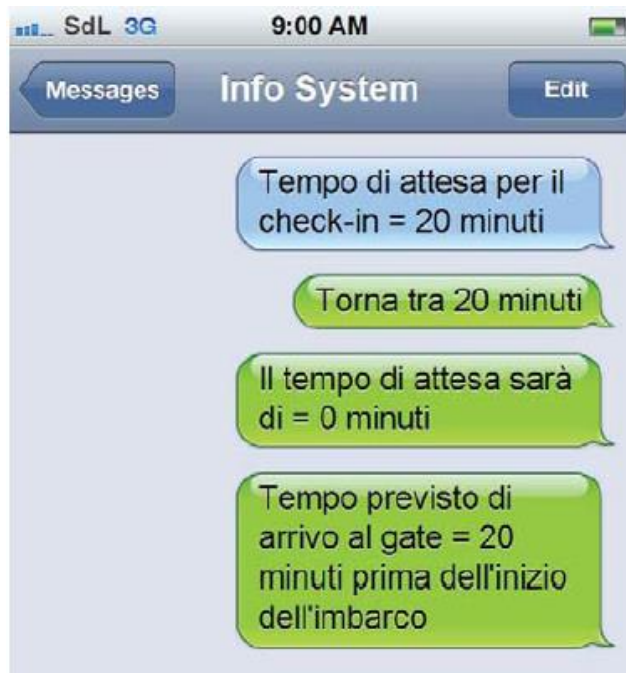 SdL 3G 9:00 AM
Messages Info System Edit
Tempo di attesa per il
check-in = 20 minuti
Torna tra 20 minuti
Il tempo di attesa sarà
di = 0 minuti
Tempo previsto di
arrivo al gate = 20
minuti prima dell'inizio
dell'imbarco